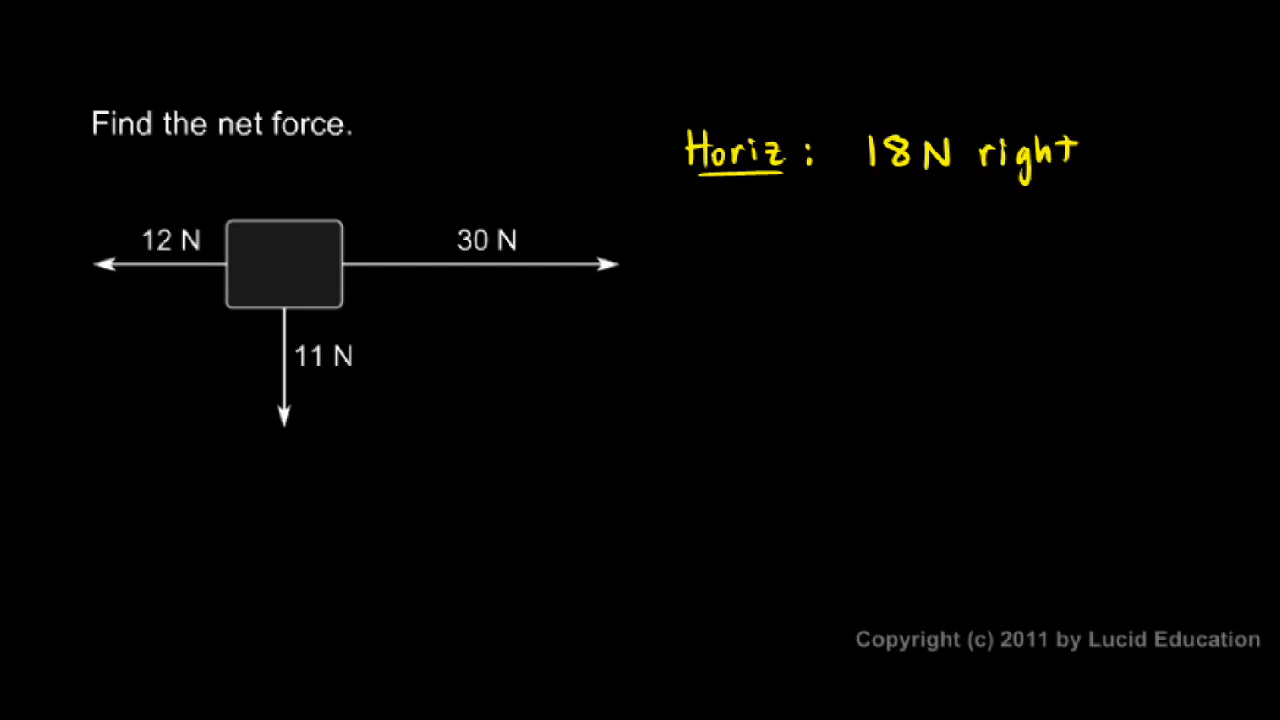 Find the net force.
Horiz: 18 N right
12 N
30 N
11 N
Copyright (c) 2011 by Lucid Education